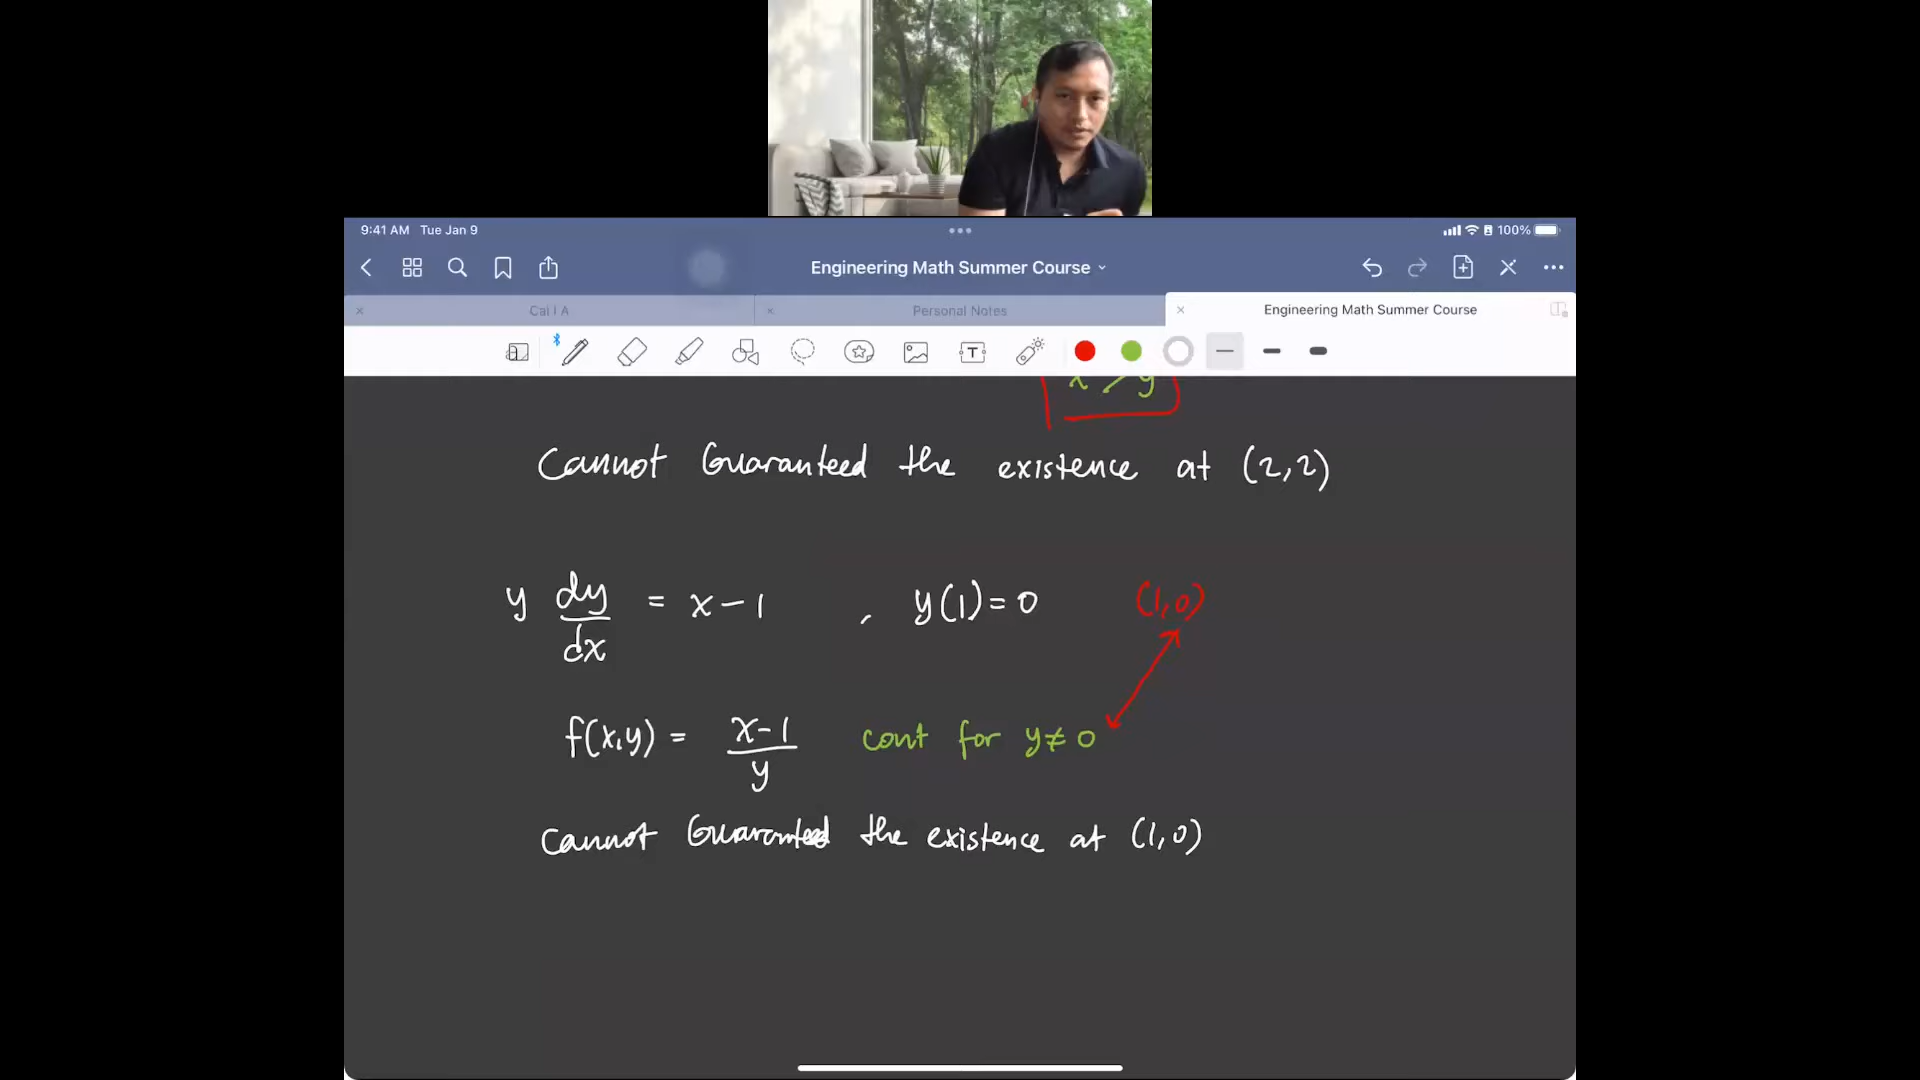 9:41 AM Tue Jan 9
100%
Engineering Math Summer Course
Cal I A
Personal Notes
Engineering Math Summer Course
T
x > y
Cannot Guaranteed the existence at (2,2)
y dy/dx = x - 1 , y(1) = 0 (1,0)
f(x,y) = x-1/y cont for y ≠ 0
Cannot Guaranteed the existence at (1,0)